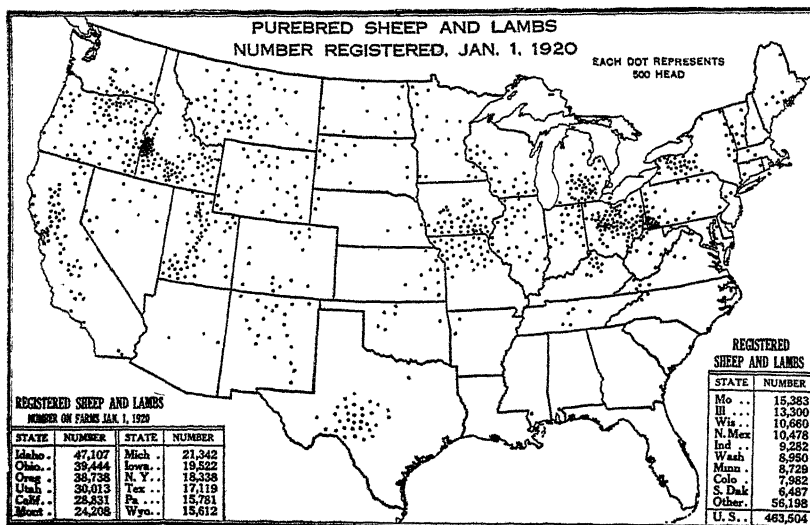 PUREBRED SHEEP AND LAMBS
NUMBER REGISTERED, JAN. 1, 1920
EACH DOT REPRESENTS
500 HEAD
REGISTERED SHEEP AND LAMBS
NUMBER ON FARMS JAN. 1, 1920
STATE NUMBER STATE NUMBER
Idaho. 47,107 Mich. 21,342
Ohio.. 39,444 Iowa.. 19,522
Oreg. 38,738 N. Y.. 18,338
Utah. 30,013 Tex.. 17,119
Calif.. 28,831 Pa... 15,781
Mont. 24,208 Wyo.. 15,612
REGISTERED
SHEEP AND LAMBS
STATE NUMBER
Mo.. 15,383
Ill... 13,300
Wis.. 10,660
N. Mex 10,478
Ind.. 9,282
Wash 8,950
Minn. 8,729
Colo. 7,982
S. Dak 6,487
Other. 56,198
U. S.. 463,504